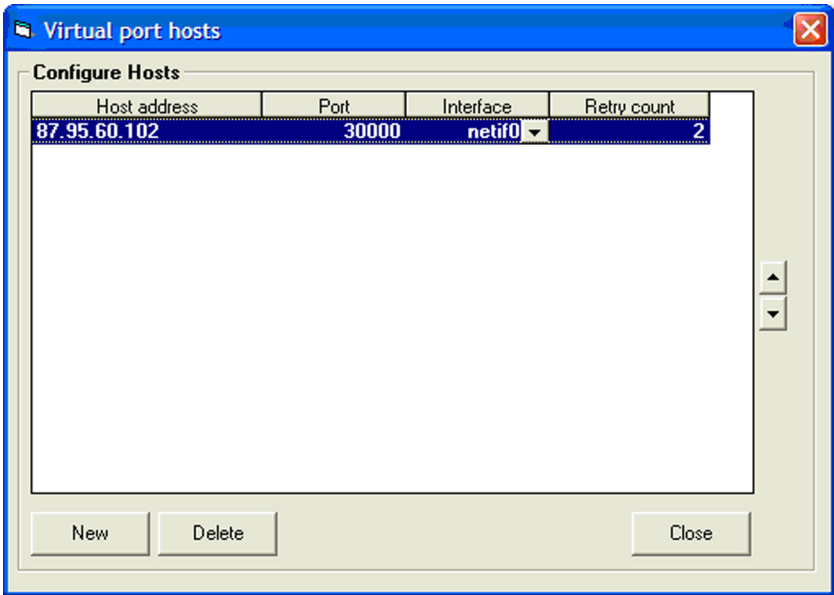 Virtual port hosts
Configure Hosts
Host address Port Interface Retry count
87.95.60.102 30000 netif0 2
New Delete Close